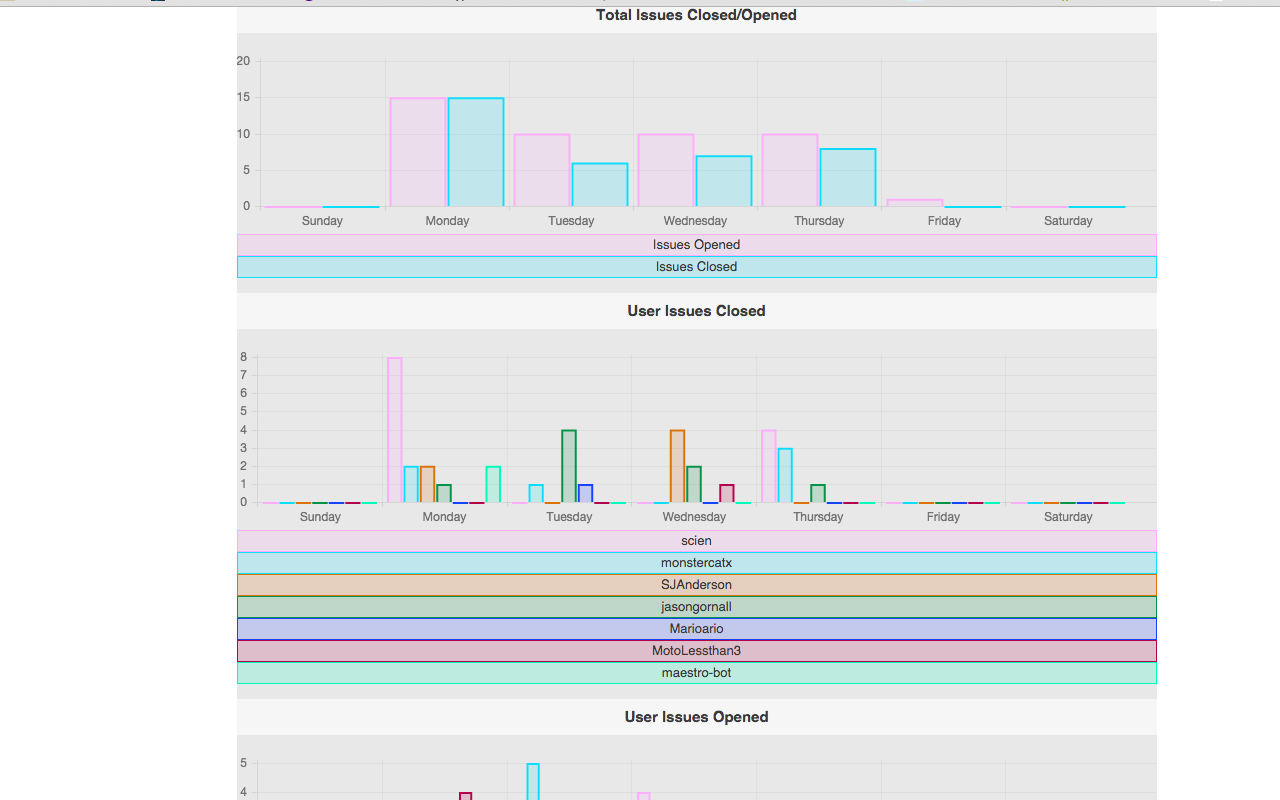 Total Issues Closed/Opened
20
15
10
5
0
Sunday Monday Tuesday Wednesday Thursday Friday Saturday
Issues Opened
Issues Closed
User Issues Closed
8
7
6
5
4
3
2
1
0
Sunday Monday Tuesday Wednesday Thursday Friday Saturday
scien
monstercatx
SJAnderson
jasongornall
Marioario
MotoLessthan3
maestro-bot
User Issues Opened
5
4